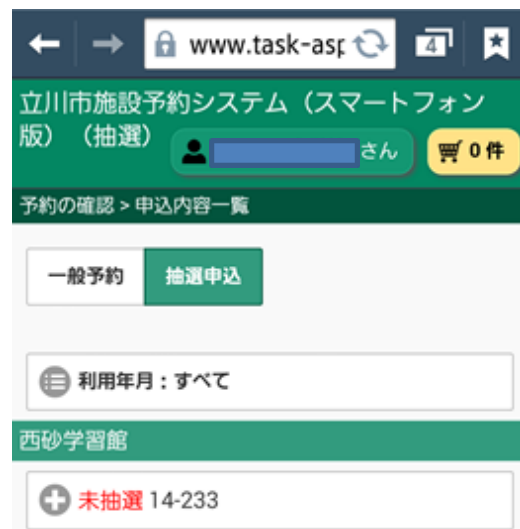 www.task-asp
4
立川市施設予約システム（スマートフォン
版）（抽選）
さん
0件
予約の確認 > 申込内容一覧
一般予約
抽選申込
利用年月：すべて
西砂学習館
未抽選 14-233